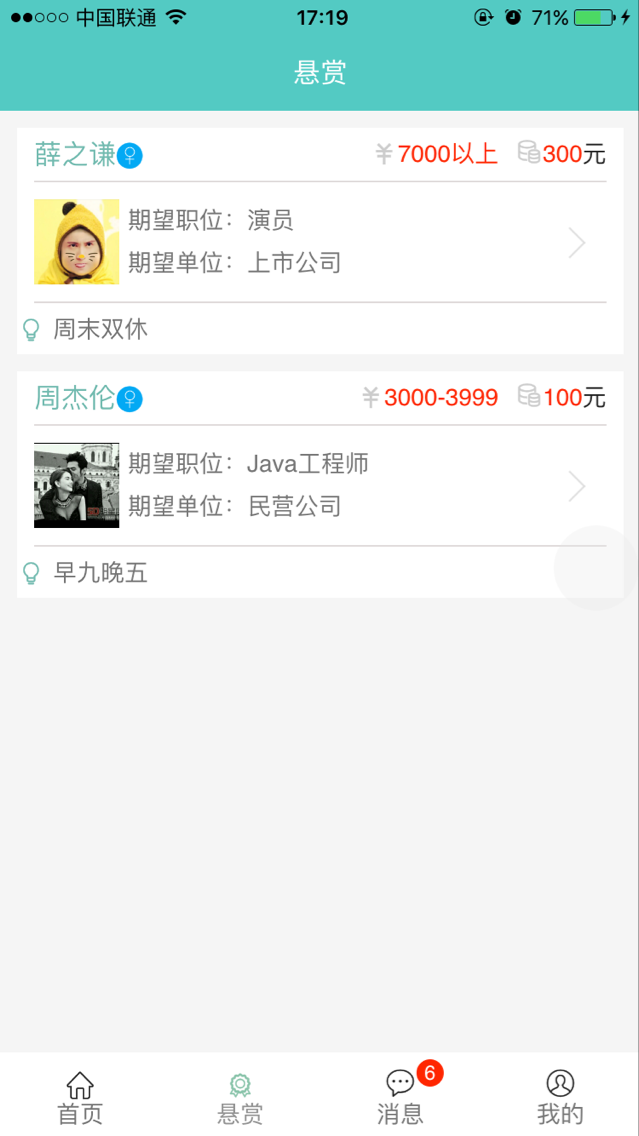 中国联通 17:19 71%
悬赏
薛之谦 ¥ 7000以上 300元
期望职位：演员
期望单位：上市公司
周末双休
周杰伦 ¥ 3000-3999 100元
期望职位：Java工程师
期望单位：民营公司
早九晚五
6
首页 悬赏 消息 我的